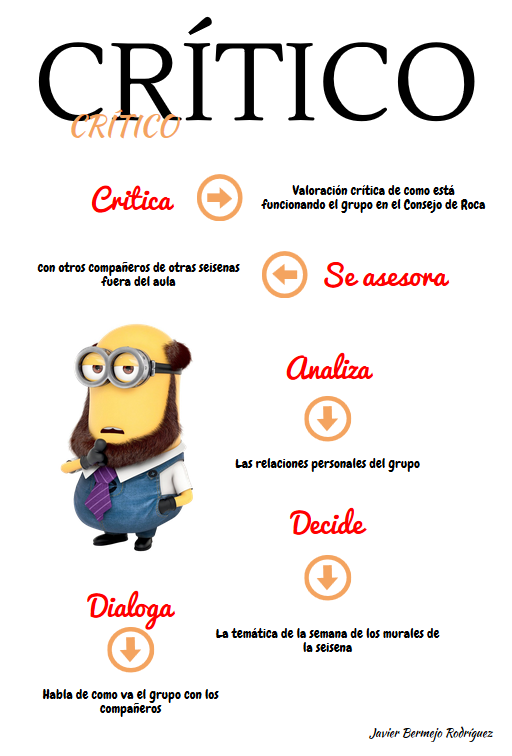 CRÍTICO
CRÍTICO
Critica
Valoración crítica de como está
funcionando el grupo en el Consejo de Roca
con otros compañeros de otras seisenas
fuera del aula
Se asesora
Analiza
Las relaciones personales del grupo
Decide
La temática de la semana de los murales de
la seisena
Dialoga
Habla de como va el grupo con los
compañeros
Javier Bermejo Rodríguez